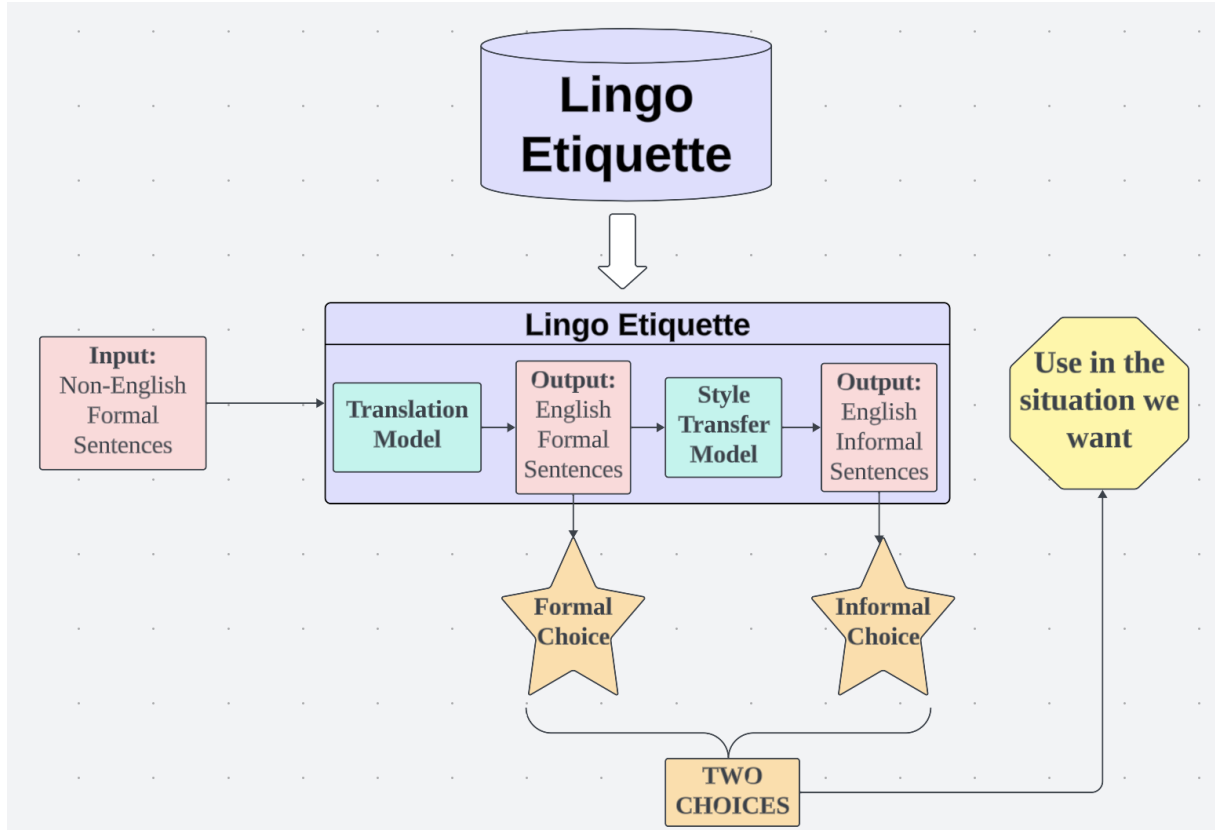 Lingo
Etiquette
Lingo Etiquette
Input:
Non-English
Formal
Sentences
Translation
Model
Output:
English
Formal
Sentences
Style
Transfer
Model
Output:
English
Informal
Sentences
Use in the
situation we
want
Formal
Choice
Informal
Choice
TWO
CHOICES